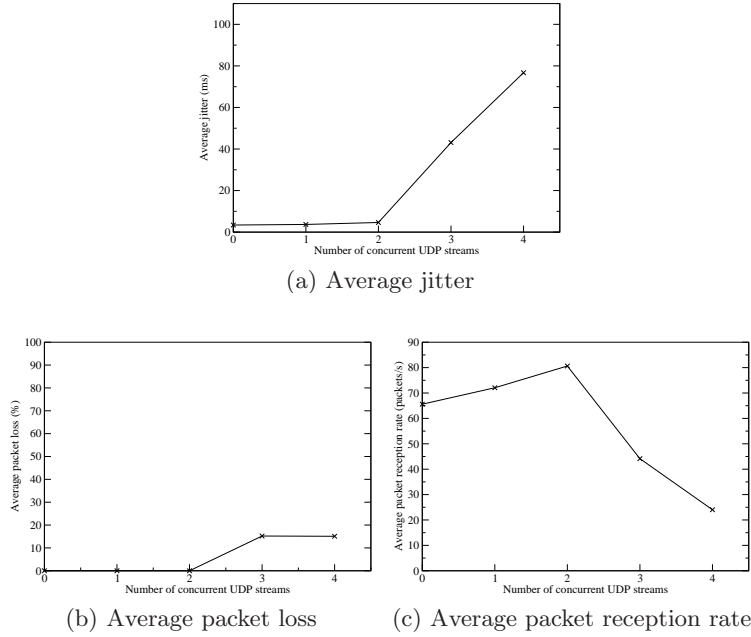 100
80
60
40
20
0
Average jitter (ms)
0 1 2 3 4
Number of concurrent UDP streams
(a) Average jitter
100
90
80
70
60
50
40
30
20
10
0
Average packet loss (%)
0 1 2 3 4
Number of concurrent UDP streams
(b) Average packet loss
90
80
70
60
50
40
30
20
10
0
Average packet reception rate (packets/s)
0 1 2 3 4
Number of concurrent UDP streams
(c) Average packet reception rate